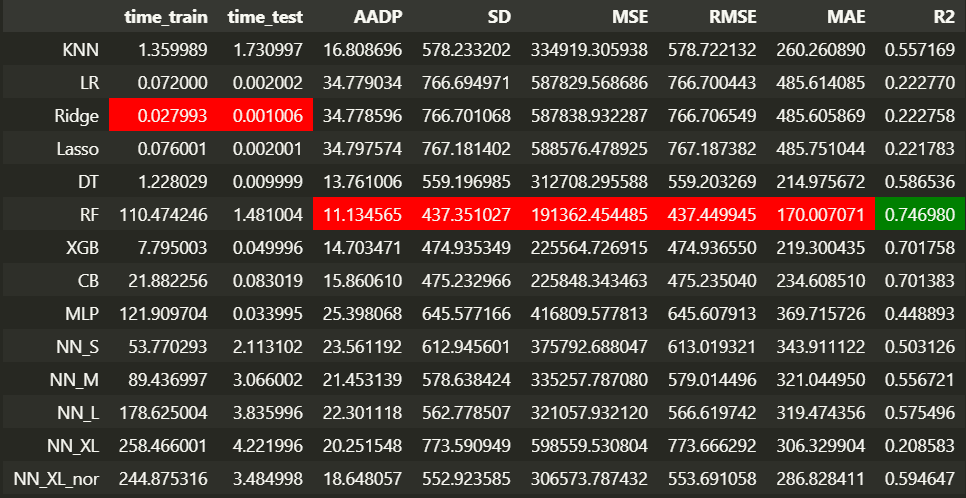 time_train time_test AADP SD MSE RMSE MAE R2
KNN 1.359989 1.730997 16.808696 578.233202 334919.305938 578.722132 260.260890 0.557169
LR 0.072000 0.002002 34.779034 766.694971 587829.568686 766.700443 485.614085 0.222770
Ridge 0.027993 0.001006 34.778596 766.701068 587838.932287 766.706549 485.605869 0.222758
Lasso 0.076001 0.002001 34.797574 767.181402 588576.478925 767.187382 485.751044 0.221783
DT 1.228029 0.009999 13.761006 559.196985 312708.295588 559.203269 214.975672 0.586536
RF 110.474246 1.481004 11.134565 437.351027 191362.454485 437.449945 170.007071 0.746980
XGB 7.795003 0.049996 14.703471 474.935349 225564.726915 474.936550 219.300435 0.701758
CB 21.882256 0.083019 15.860610 475.232966 225848.343463 475.235040 234.608510 0.701383
MLP 121.909704 0.033995 25.398068 645.577166 416809.577813 645.607913 369.715726 0.448893
NN_S 53.770293 2.113102 23.561192 612.945601 375792.688047 613.019321 343.911122 0.503126
NN_M 89.436997 3.066002 21.453139 578.638424 335257.787080 579.014496 321.044950 0.556721
NN_L 178.625004 3.835996 22.301118 562.778507 321057.932120 566.619742 319.474356 0.575496
NN_XL 258.466001 4.221996 20.251548 773.590949 598559.530804 773.666292 306.329904 0.208583
NN_XL_nor 244.875316 3.484998 18.648057 552.923585 306573.787432 553.691058 286.828411 0.594647